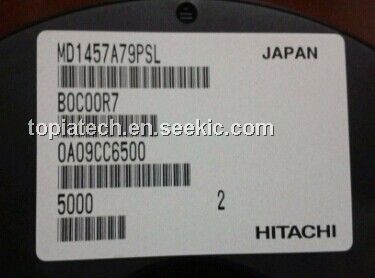 MD1457A79PSL JAPAN
B0C00R7
topiatech.en.seekic.com
0A09CC6500
5000 2
HITACHI